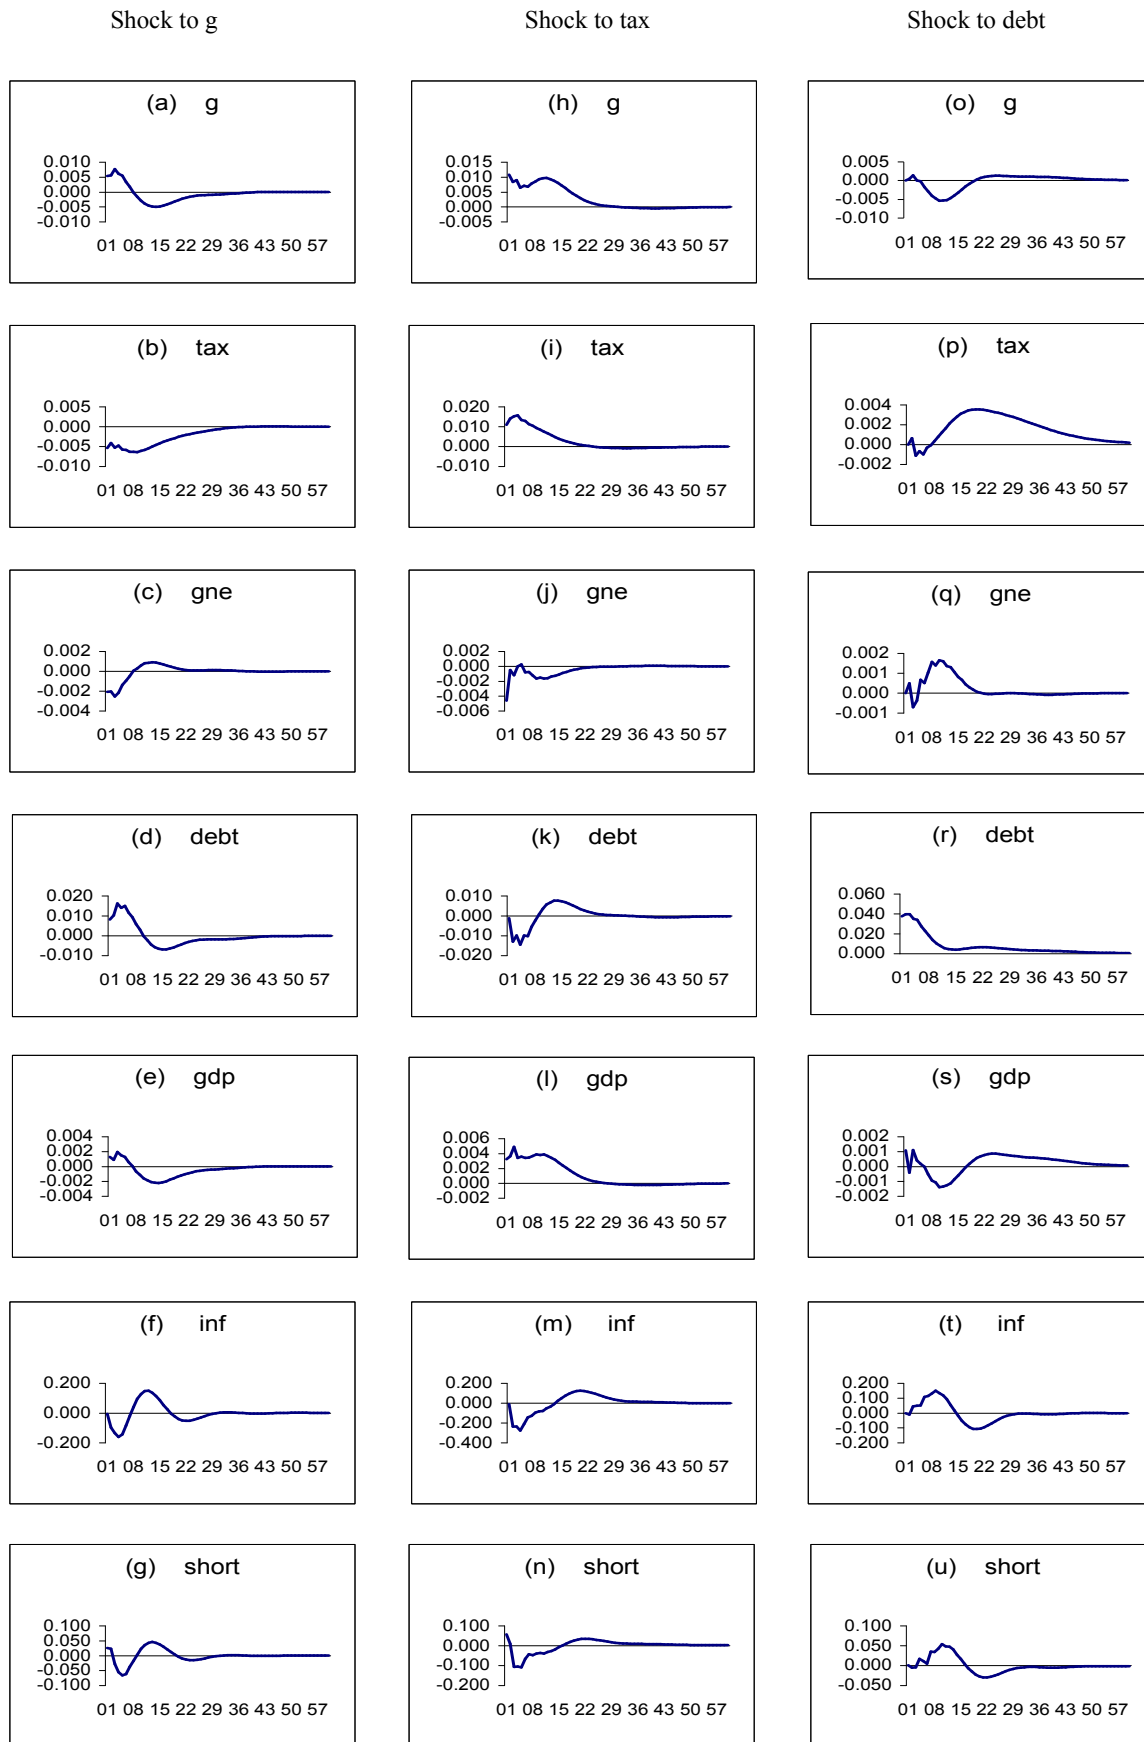 Shock to g Shock to tax Shock to debt
(a) g
0.010
0.005
0.000
-0.005
-0.010
01 08 15 22 29 36 43 50 57
(h) g
0.015
0.010
0.005
0.000
-0.005
01 08 15 22 29 36 43 50 57
(o) g
0.005
0.000
-0.005
-0.010
01 08 15 22 29 36 43 50 57
(b) tax
0.005
0.000
-0.005
-0.010
01 08 15 22 29 36 43 50 57
(i) tax
0.020
0.010
0.000
-0.010
01 08 15 22 29 36 43 50 57
(p) tax
0.004
0.002
0.000
-0.002
01 08 15 22 29 36 43 50 57
(c) gne
0.002
0.000
-0.002
-0.004
01 08 15 22 29 36 43 50 57
(j) gne
0.002
0.000
-0.002
-0.004
-0.006
01 08 15 22 29 36 43 50 57
(q) gne
0.002
0.001
0.000
-0.001
01 08 15 22 29 36 43 50 57
(d) debt
0.020
0.010
0.000
-0.010
01 08 15 22 29 36 43 50 57
(k) debt
0.010
0.000
-0.010
-0.020
01 08 15 22 29 36 43 50 57
(r) debt
0.060
0.040
0.020
0.000
01 08 15 22 29 36 43 50 57
(e) gdp
0.004
0.002
0.000
-0.002
-0.004
01 08 15 22 29 36 43 50 57
(l) gdp
0.006
0.004
0.002
0.000
-0.002
01 08 15 22 29 36 43 50 57
(s) gdp
0.002
0.001
0.000
-0.001
-0.002
01 08 15 22 29 36 43 50 57
(f) inf
0.200
0.000
-0.200
01 08 15 22 29 36 43 50 57
(m) inf
0.200
0.000
-0.200
-0.400
01 08 15 22 29 36 43 50 57
(t) inf
0.200
0.100
0.000
-0.100
-0.200
01 08 15 22 29 36 43 50 57
(g) short
0.100
0.050
0.000
-0.050
-0.100
01 08 15 22 29 36 43 50 57
(n) short
0.100
0.000
-0.100
-0.200
01 08 15 22 29 36 43 50 57
(u) short
0.100
0.050
0.000
-0.050
01 08 15 22 29 36 43 50 57